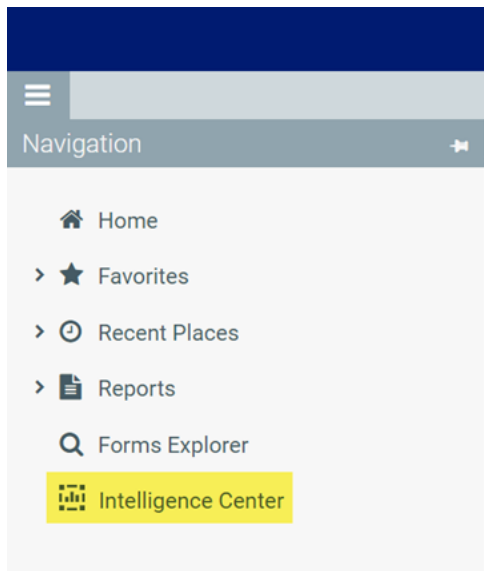 Navigation
Home
Favorites
Recent Places
Reports
Forms Explorer
Intelligence Center